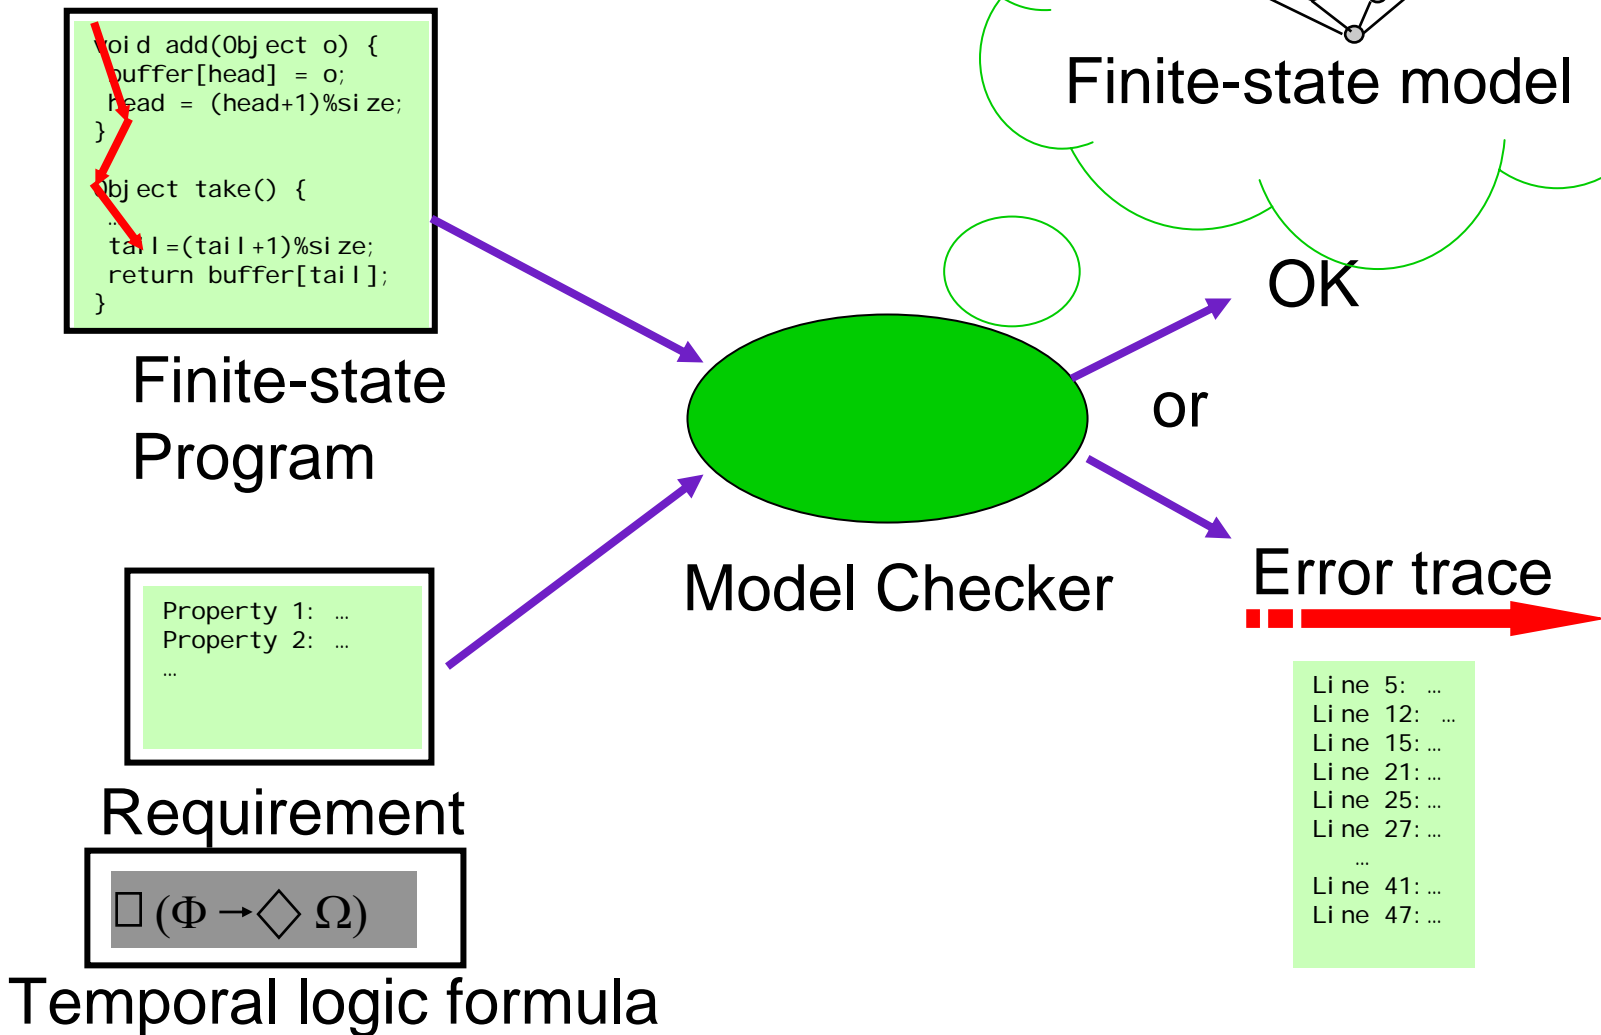 void add(Object o) {
buffer[head] = o;
head = (head+1)%size;
}
Object take() {
…
tail=(tail+1)%size;
return buffer[tail];
}
Finite-state
Program
Property 1: …
Property 2: …
…
Requirement
□ (Φ → ◇ Ω)
Temporal logic formula
Model Checker
Finite-state model
OK
or
Error trace
Line 5: …
Line 12: …
Line 15:…
Line 21:…
Line 25:…
Line 27:…
…
Line 41:…
Line 47:…